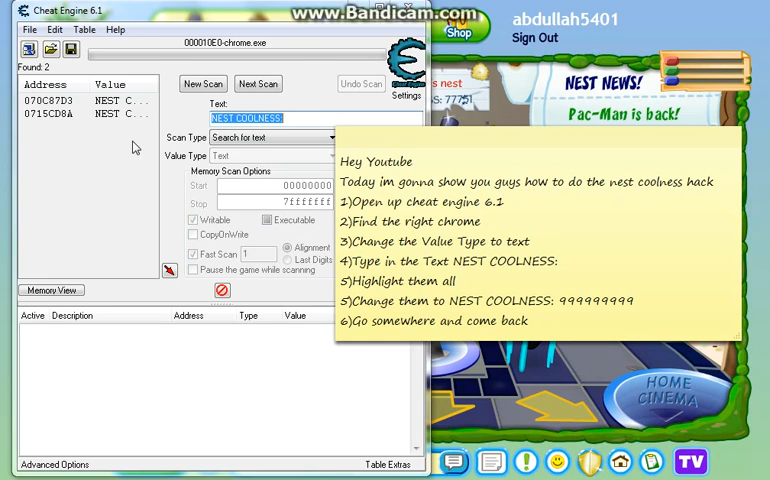 Cheat Engine 6.1
www.Bandicam.com
abdullah5401
Sign Out
Shop
File Edit Table Help
000010E0-chrome.exe
Found: 2
Address Value
070C87D3 NEST C...
0715CD8A NEST C...
New Scan Next Scan Undo Scan
Settings
Text:
NEST COOLNESS:
Scan Type Search for text
Value Type Text
Memory Scan Options
Start 00000000
Stop 7fffffff
Writable Executable
CopyOnWrite
Fast Scan 1 Alignment
Last Digits
Pause the game while scanning
Memory View
Active Description Address Type Value
Advanced Options Table Extras
s nest
SS: 77751
NEST NEWS!
Pac-Man is back!
Hey Youtube
Today im gonna show you guys how to do the nest coolness hack
1)Open up cheat engine 6.1
2)Find the right chrome
3)Change the Value Type to text
4)Type in the Text NEST COOLNESS:
5)Highlight them all
5)Change them to NEST COOLNESS: 999999999
6)Go somewhere and come back
HOME
CINEMA
TV